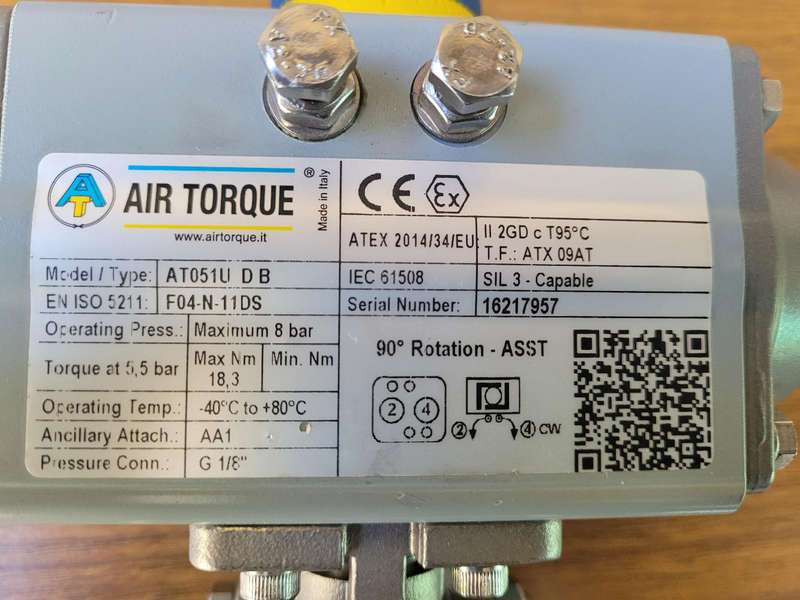 AT AIR TORQUE ®
www.airtorque.it
Made in Italy
CE Ex
ATEX 2014/34/EU
II 2GD c T95°C
T.F.: ATX 09AT
Model / Type: AT051U D B
IEC 61508 SIL 3 - Capable
EN ISO 5211: F04-N-11DS
Serial Number: 16217957
Operating Press.: Maximum 8 bar
Torque at 5,5 bar
Max Nm Min. Nm
18,3
Operating Temp.: -40°C to +80°C
Ancillary Attach.: AA1
Pressure Conn.: G 1/8"
90° Rotation - ASST
2 4
2 4 CW